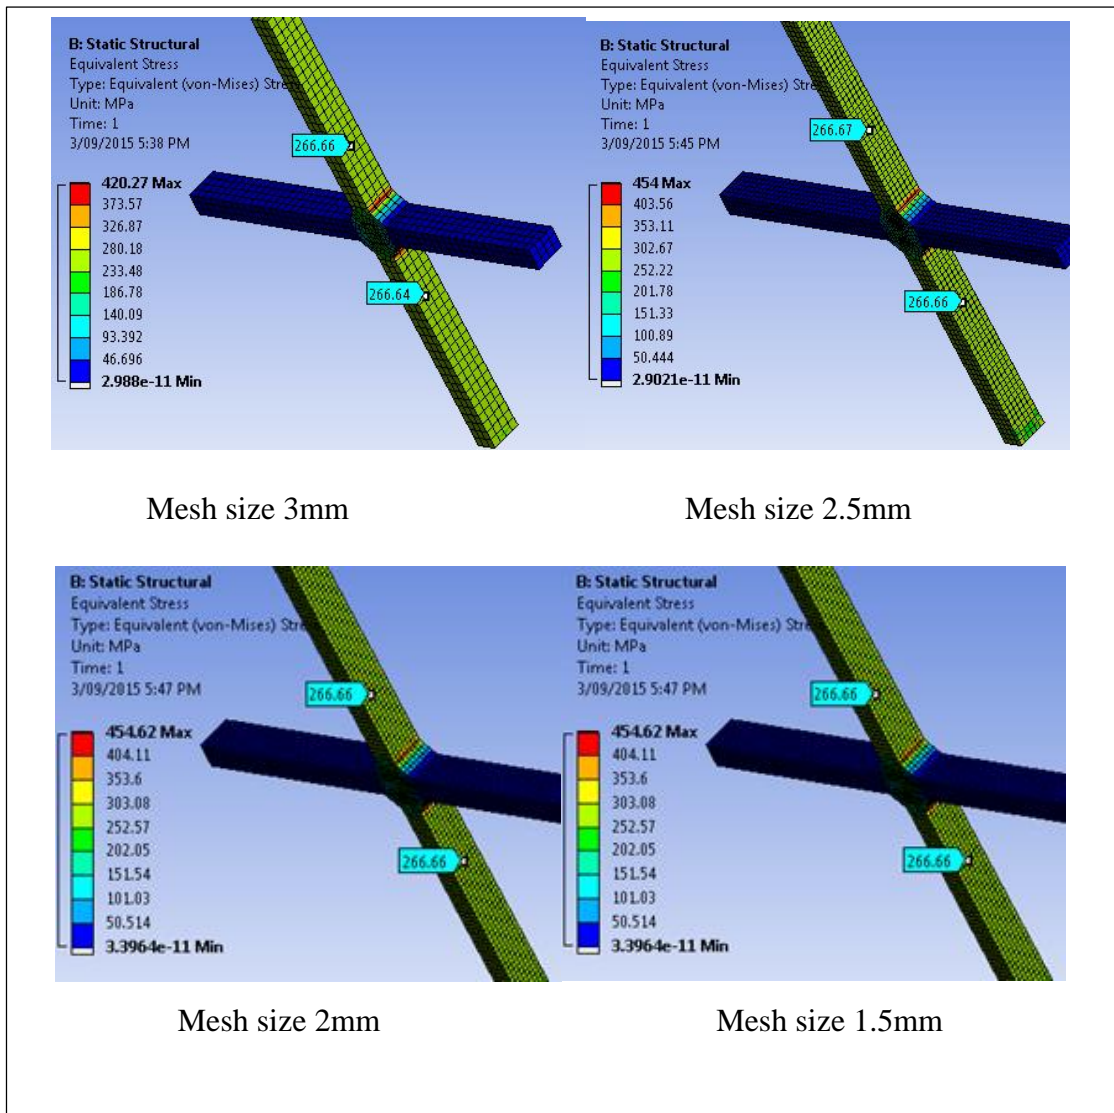 B: Static Structural
Equivalent Stress
Type: Equivalent (von-Mises) Stress
Unit: MPa
Time: 1
3/09/2015 5:38 PM
420.27 Max
373.57
326.87
280.18
233.48
186.78
140.09
93.392
46.696
2.988e-11 Min
266.66
266.64
B: Static Structural
Equivalent Stress
Type: Equivalent (von-Mises) Stre
Unit: MPa
Time: 1
3/09/2015 5:45 PM
454 Max
403.56
353.11
302.67
252.22
201.78
151.33
100.89
50.444
2.9021e-11 Min
266.67
266.66
Mesh size 3mm
Mesh size 2.5mm
B: Static Structural
Equivalent Stress
Type: Equivalent (von-Mises) Stre
Unit: MPa
Time: 1
3/09/2015 5:47 PM
454.62 Max
404.11
353.6
303.08
252.57
202.05
151.54
101.03
50.514
3.3964e-11 Min
266.66
266.66
B: Static Structural
Equivalent Stress
Type: Equivalent (von-Mises) Stre
Unit: MPa
Time: 1
3/09/2015 5:47 PM
454.62 Max
404.11
353.6
303.08
252.57
202.05
151.54
101.03
50.514
3.3964e-11 Min
266.66
266.66
Mesh size 2mm
Mesh size 1.5mm